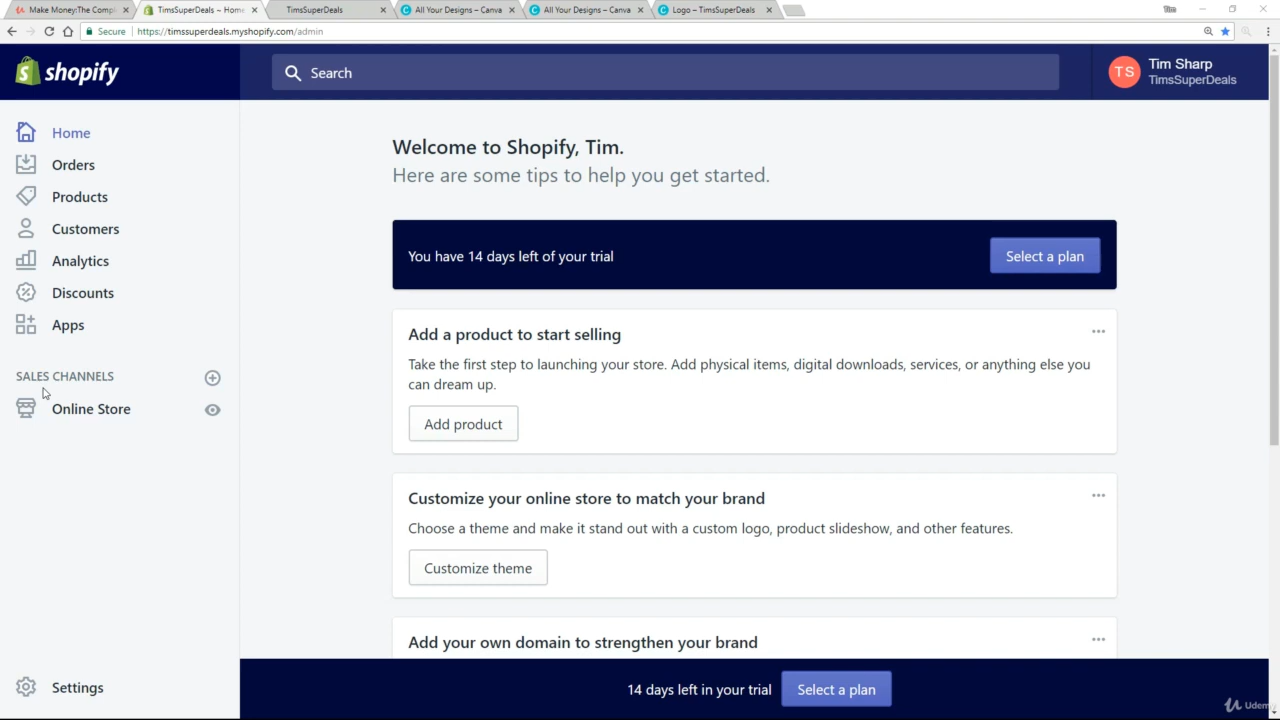 Make Money:The Compl
TimsSuperDeals ~ Home
TimsSuperDeals
All Your Designs – Canva
All Your Designs – Canva
Logo – TimsSuperDeals
Tim
Secure
https://timssuperdeals.myshopify.com/admin
shopify
Search
TS
Tim Sharp
TimsSuperDeals
Home
Orders
Products
Customers
Analytics
Discounts
Apps
SALES CHANNELS
Online Store
Settings
Welcome to Shopify, Tim.
Here are some tips to help you get started.
You have 14 days left of your trial
Select a plan
Add a product to start selling
Take the first step to launching your store. Add physical items, digital downloads, services, or anything else you
can dream up.
Add product
Customize your online store to match your brand
Choose a theme and make it stand out with a custom logo, product slideshow, and other features.
Customize theme
Add your own domain to strengthen your brand
14 days left in your trial
Select a plan
Udemy